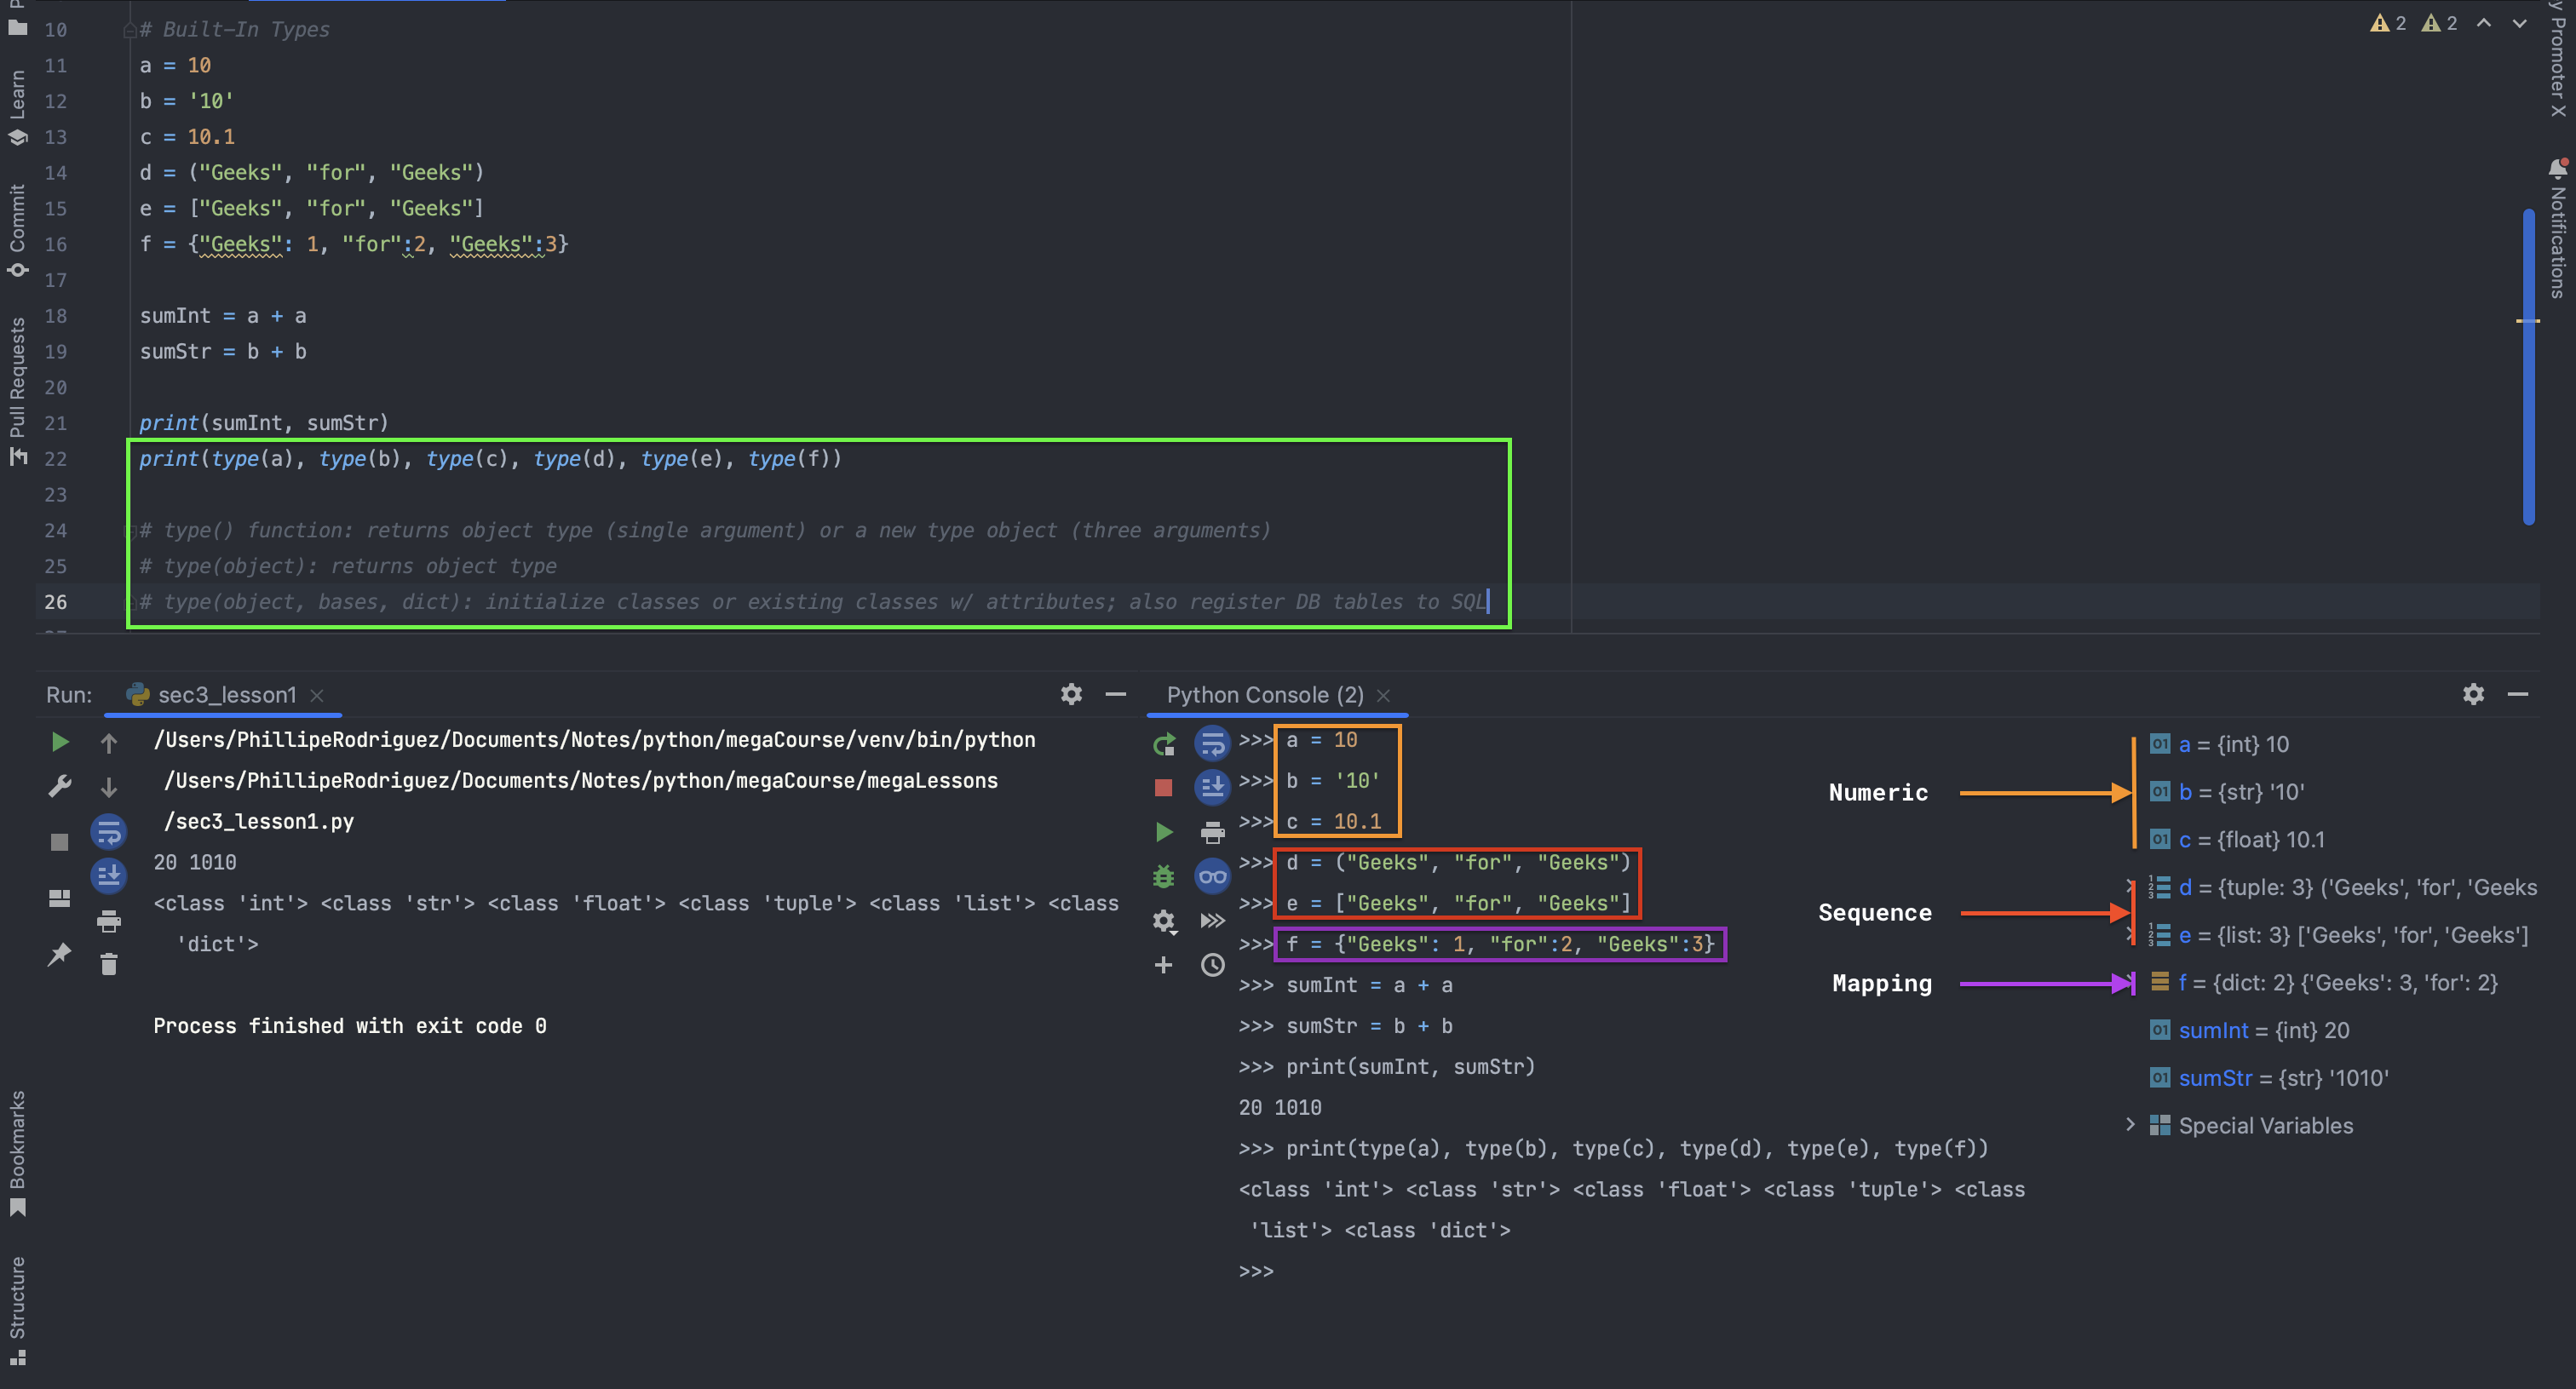 10 # Built-In Types
11 a = 10
12 b = '10'
13 c = 10.1
14 d = ("Geeks", "for", "Geeks")
15 e = ["Geeks", "for", "Geeks"]
16 f = {"Geeks": 1, "for":2, "Geeks":3}
17
18 sumInt = a + a
19 sumStr = b + b
20
21 print(sumInt, sumStr)
22 print(type(a), type(b), type(c), type(d), type(e), type(f))
23
24 # type() function: returns object type (single argument) or a new type object (three arguments)
25 # type(object): returns object type
26 # type(object, bases, dict): initialize classes or existing classes w/ attributes; also register DB tables to SQL
2 2
Learn
Commit
Pull Requests
Bookmarks
Structure
y Promoter X
Notifications
Run: sec3_lesson1
/Users/PhillipeRodriguez/Documents/Notes/python/megaCourse/venv/bin/python
/Users/PhillipeRodriguez/Documents/Notes/python/megaCourse/megaLessons
/sec3_lesson1.py
20 1010
<class 'int'> <class 'str'> <class 'float'> <class 'tuple'> <class 'list'> <class
'dict'>
Process finished with exit code 0
Python Console (2)
>>> a = 10
>>> b = '10'
>>> c = 10.1
>>> d = ("Geeks", "for", "Geeks")
>>> e = ["Geeks", "for", "Geeks"]
>>> f = {"Geeks": 1, "for":2, "Geeks":3}
>>> sumInt = a + a
>>> sumStr = b + b
>>> print(sumInt, sumStr)
20 1010
>>> print(type(a), type(b), type(c), type(d), type(e), type(f))
<class 'int'> <class 'str'> <class 'float'> <class 'tuple'> <class
'list'> <class 'dict'>
>>>
Numeric
Sequence
Mapping
01 a = {int} 10
01 b = {str} '10'
01 c = {float} 10.1
d = {tuple: 3} ('Geeks', 'for', 'Geeks
e = {list: 3} ['Geeks', 'for', 'Geeks']
f = {dict: 2} {'Geeks': 3, 'for': 2}
01 sumInt = {int} 20
01 sumStr = {str} '1010'
Special Variables